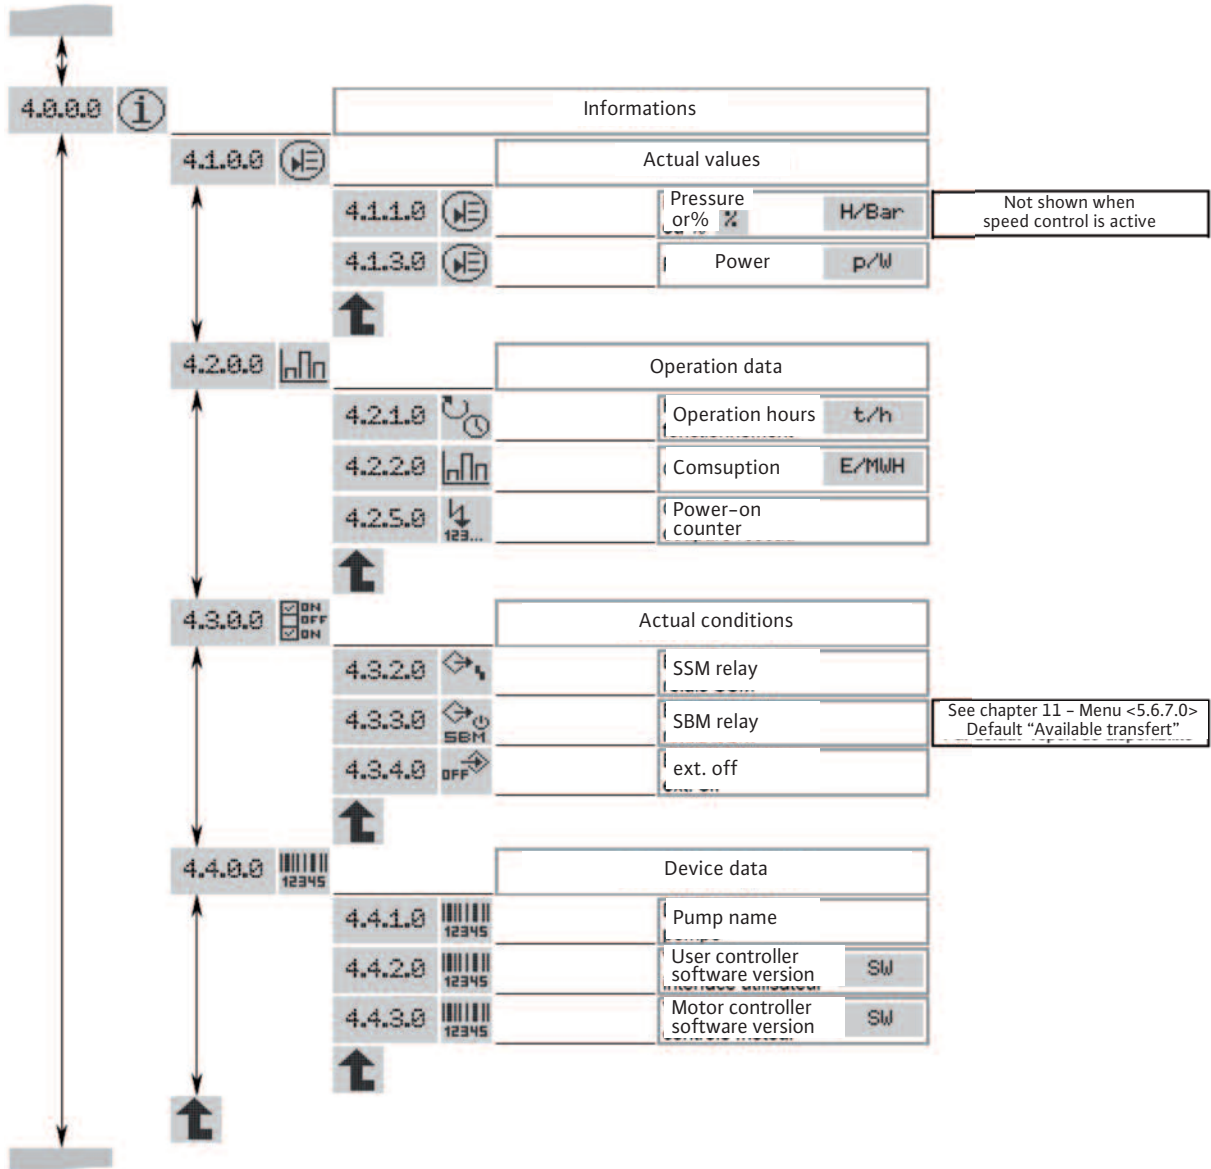 4.0.0.0 i Informations
4.1.0.0 Actual values
4.1.1.0 Pressure
or% % H/Bar
Not shown when
speed control is active
4.1.3.0 Power p/W
4.2.0.0 Operation data
4.2.1.0 Operation hours t/h
4.2.2.0 Comsuption E/MWH
4.2.5.0 123... Power-on
counter
4.3.0.0 ON
OFF
ON
Actual conditions
4.3.2.0 SSM relay
4.3.3.0 SBM SBM relay
See chapter 11 - Menu <5.6.7.0>
Default “Available transfert”
4.3.4.0 OFF ext. off
4.4.0.0 12345 Device data
4.4.1.0 12345 Pump name
4.4.2.0 12345 User controller
software version SW
4.4.3.0 12345 Motor controller
software version SW